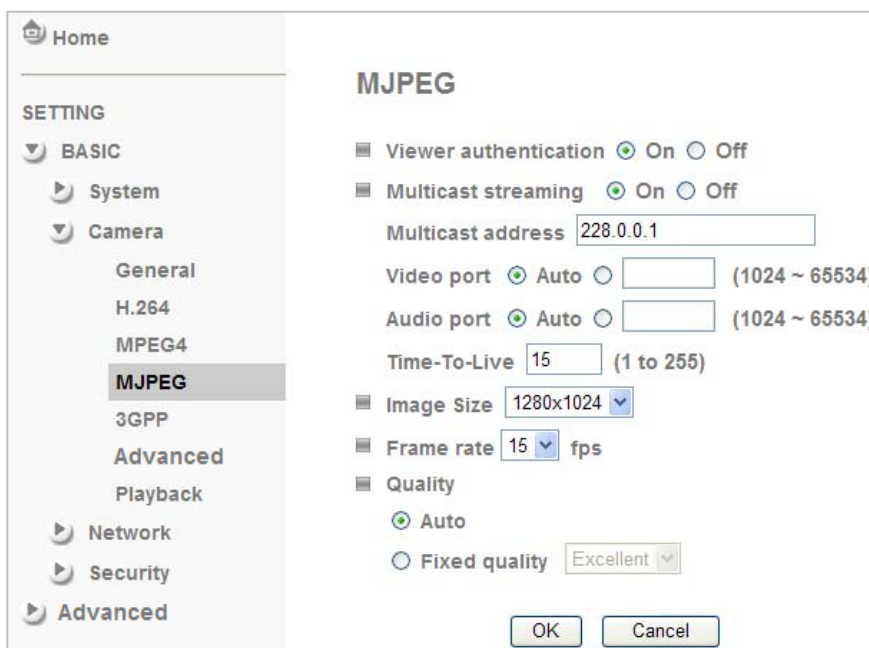 Home
SETTING
BASIC
System
Camera
General
H.264
MPEG4
MJPEG
3GPP
Advanced
Playback
Network
Security
Advanced
MJPEG
Viewer authentication On Off
Multicast streaming On Off
Multicast address 228.0.0.1
Video port Auto (1024 ~ 65534)
Audio port Auto (1024 ~ 65534)
Time-To-Live 15 (1 to 255)
Image Size 1280x1024
Frame rate 15 fps
Quality
Auto
Fixed quality Excellent
OK Cancel